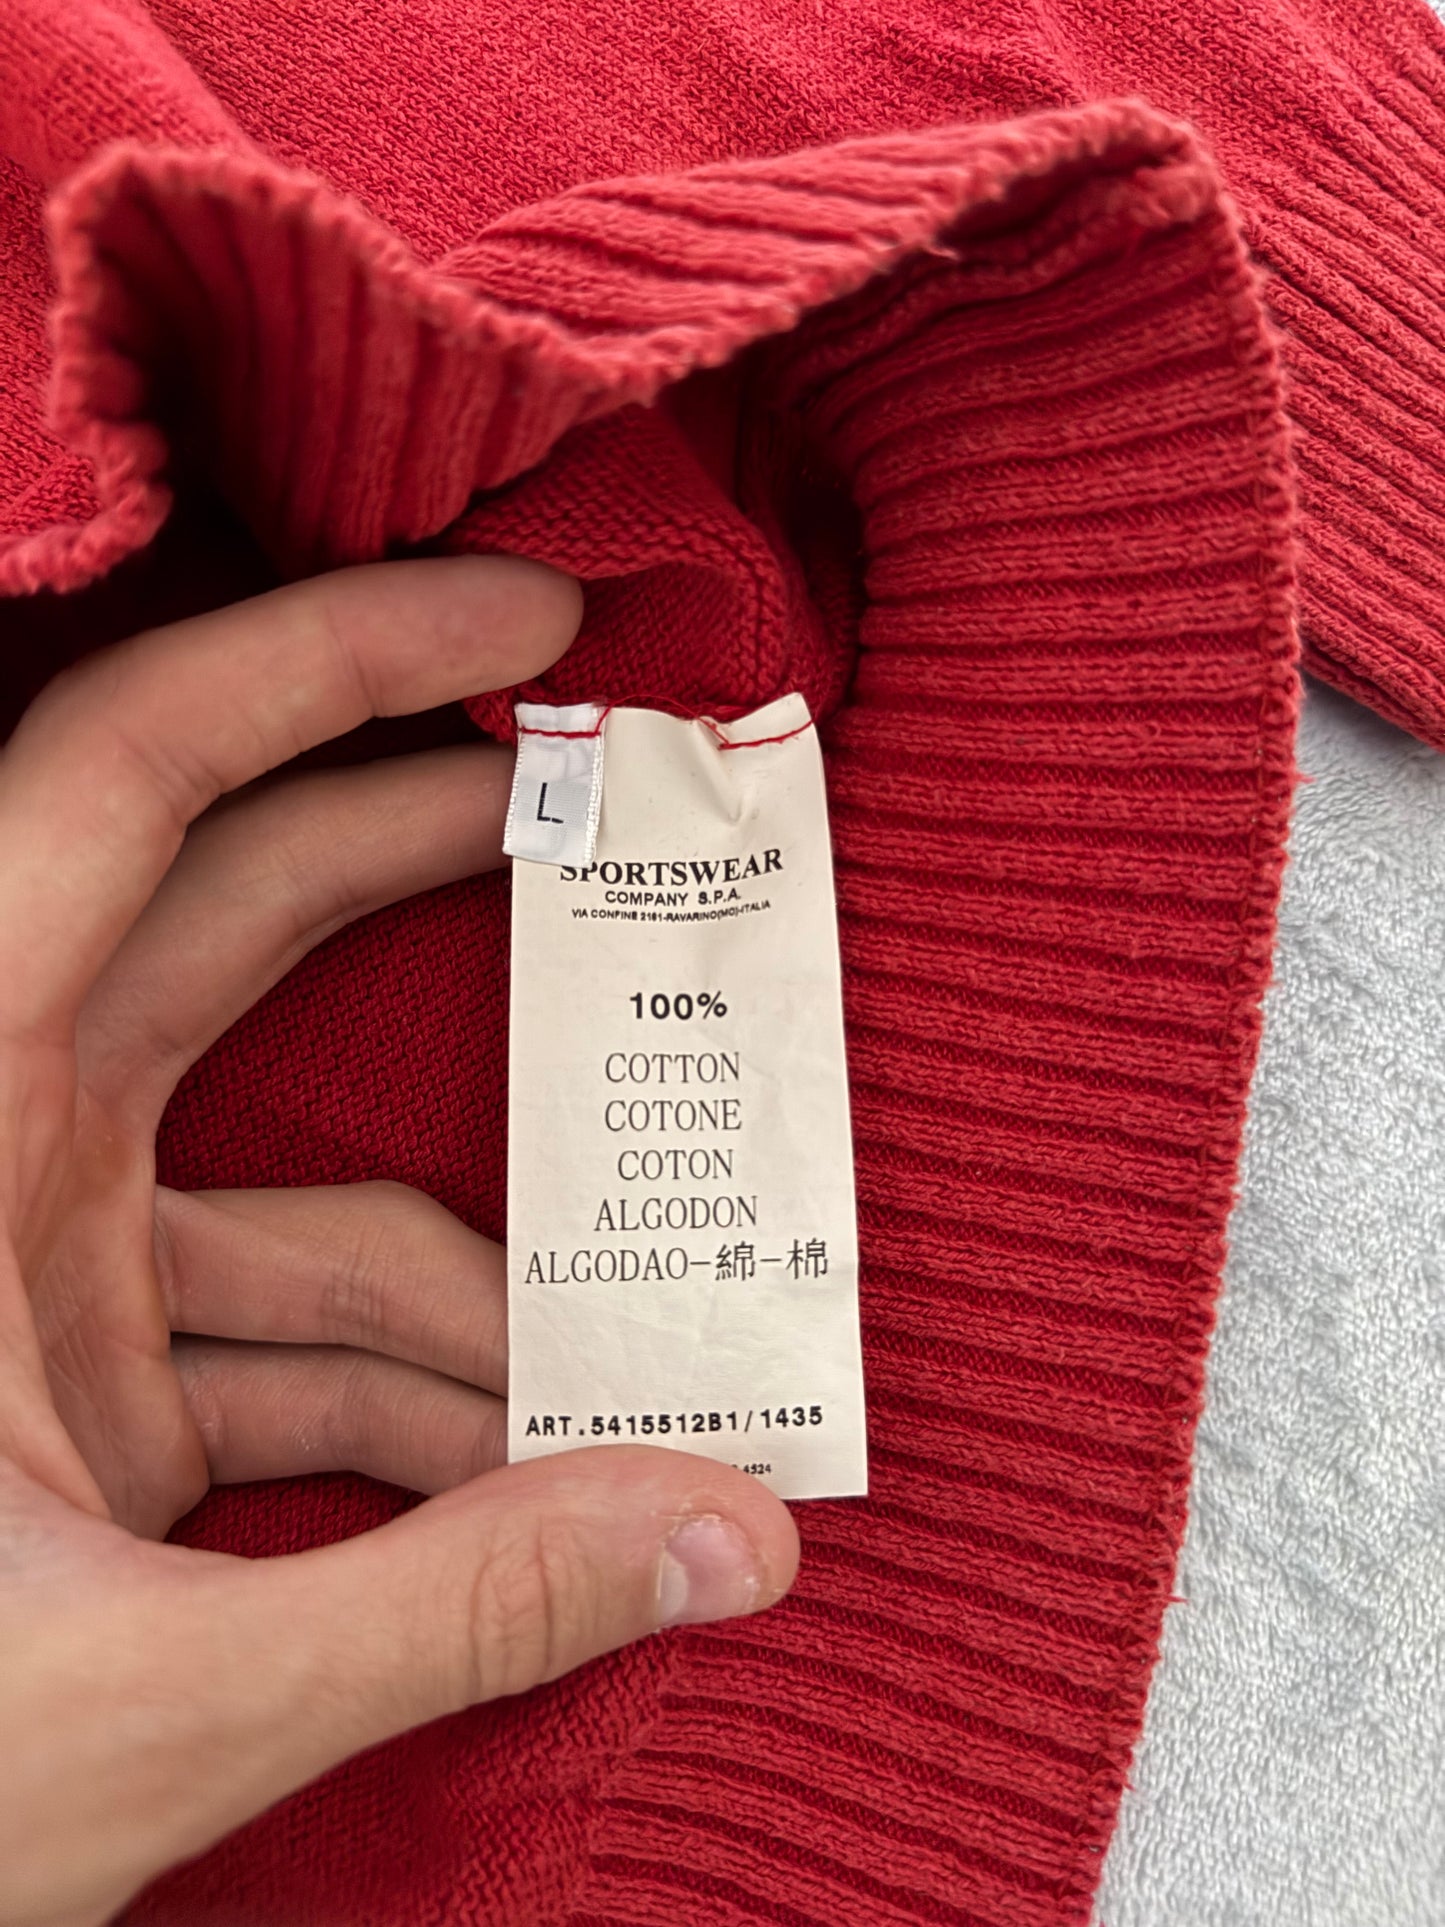 L
SPORTSWEAR
COMPANY S.P.A.
VIA CONFINE 2161-RAVARINO(MO)-ITALIA
100%
COTTON
COTONE
COTON
ALGODON
ALGODAO-綿-棉
ART.5415512B1/1435
4524